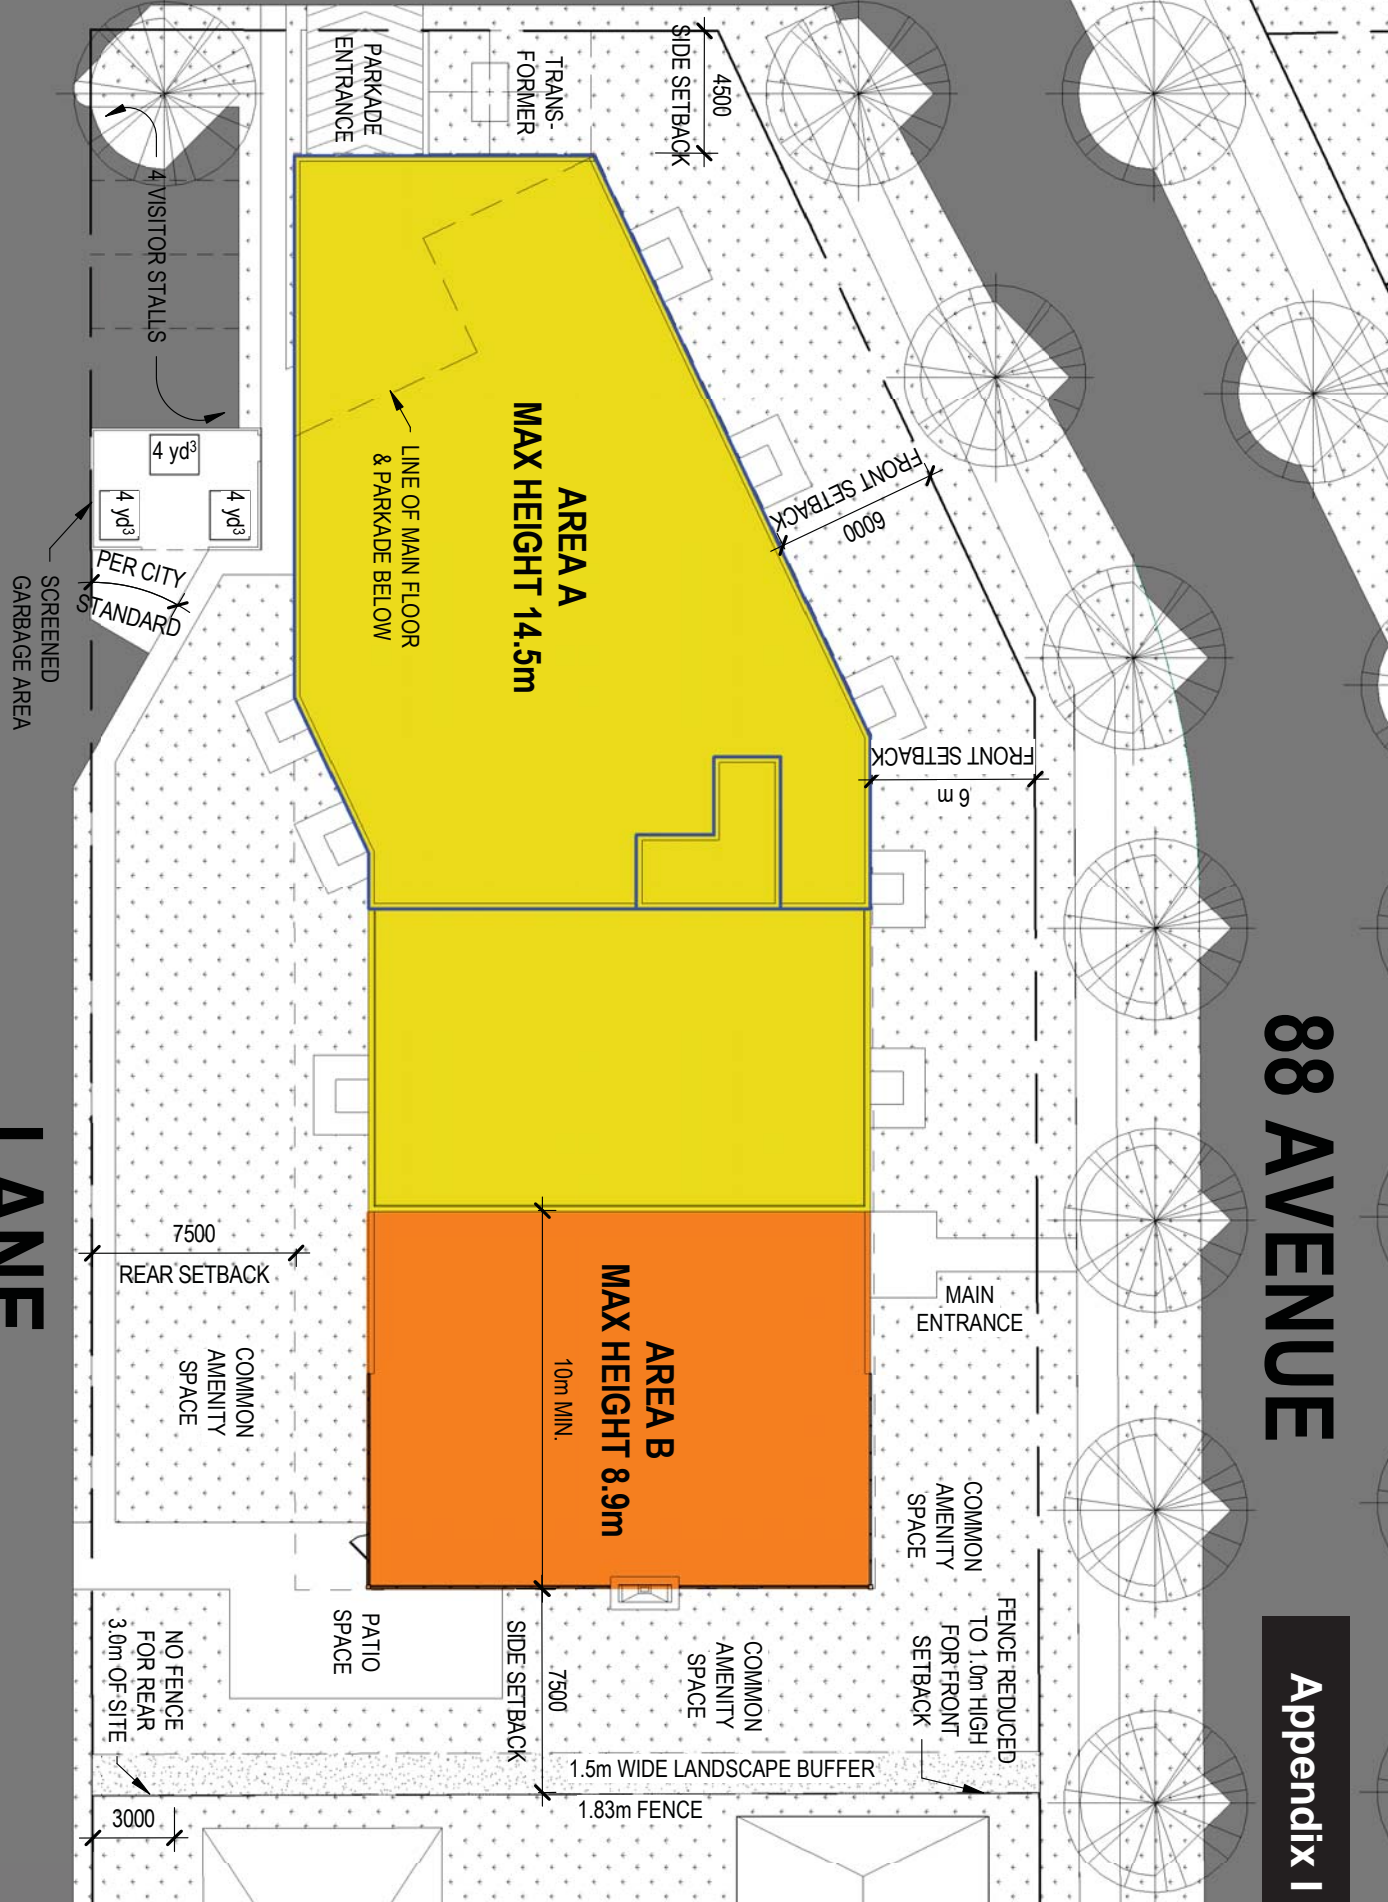 88 AVENUE
Appendix I
LANE
PARKADE
ENTRANCE
TRANS-
FORMER
SIDE SETBACK
4500
4 VISITOR STALLS
4 yd³
4 yd³
4 yd³
PER CITY
STANDARD
SCREENED
GARBAGE AREA
LINE OF MAIN FLOOR
& PARKADE BELOW
AREA A
MAX HEIGHT 14.5m
FRONT SETBACK
6000
FRONT SETBACK
6 m
7500
REAR SETBACK
COMMON
AMENITY
SPACE
AREA B
MAX HEIGHT 8.9m
10m MIN.
MAIN
ENTRANCE
COMMON
AMENITY
SPACE
FENCE REDUCED
TO 1.0m HIGH
FOR FRONT
SETBACK
COMMON
AMENITY
SPACE
7500
SIDE SETBACK
PATIO
SPACE
NO FENCE
FOR REAR
3.0m OF SITE
1.5m WIDE LANDSCAPE BUFFER
1.83m FENCE
3000